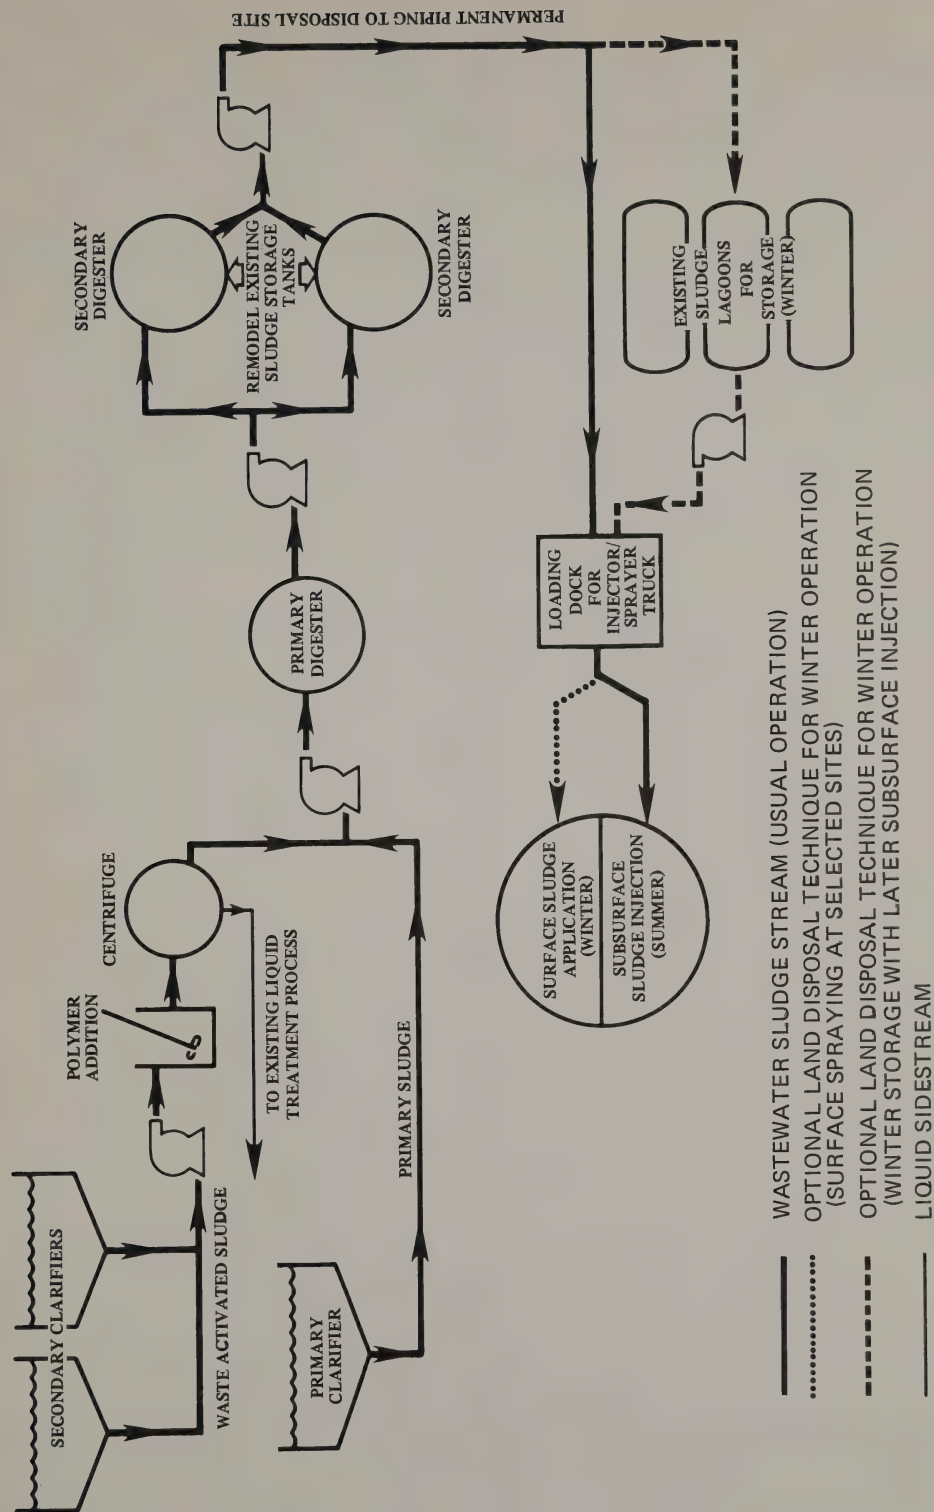 SECONDARY CLARIFIERS
WASTE ACTIVATED SLUDGE
POLYMER
ADDITION
CENTRIFUGE
TO EXISTING LIQUID
TREATMENT PROCESS
PRIMARY
CLARIFIER
PRIMARY SLUDGE
PRIMARY
DIGESTER
SECONDARY
DIGESTER
REMODEL EXISTING
SLUDGE STORAGE
TANKS
SECONDARY
DIGESTER
PERMANENT PIPING TO DISPOSAL SITE
EXISTING
SLUDGE
LAGOONS
FOR
STORAGE
(WINTER)
LOADING
DOCK
FOR
INJECTOR/
SPRAYER
TRUCK
SURFACE SLUDGE
APPLICATION
(WINTER)
SUBSURFACE
SLUDGE INJECTION
(SUMMER)
WASTEWATER SLUDGE STREAM (USUAL OPERATION)
OPTIONAL LAND DISPOSAL TECHNIQUE FOR WINTER OPERATION
(SURFACE SPRAYING AT SELECTED SITES)
OPTIONAL LAND DISPOSAL TECHNIQUE FOR WINTER OPERATION
(WINTER STORAGE WITH LATER SUBSURFACE INJECTION)
LIQUID SIDESTREAM